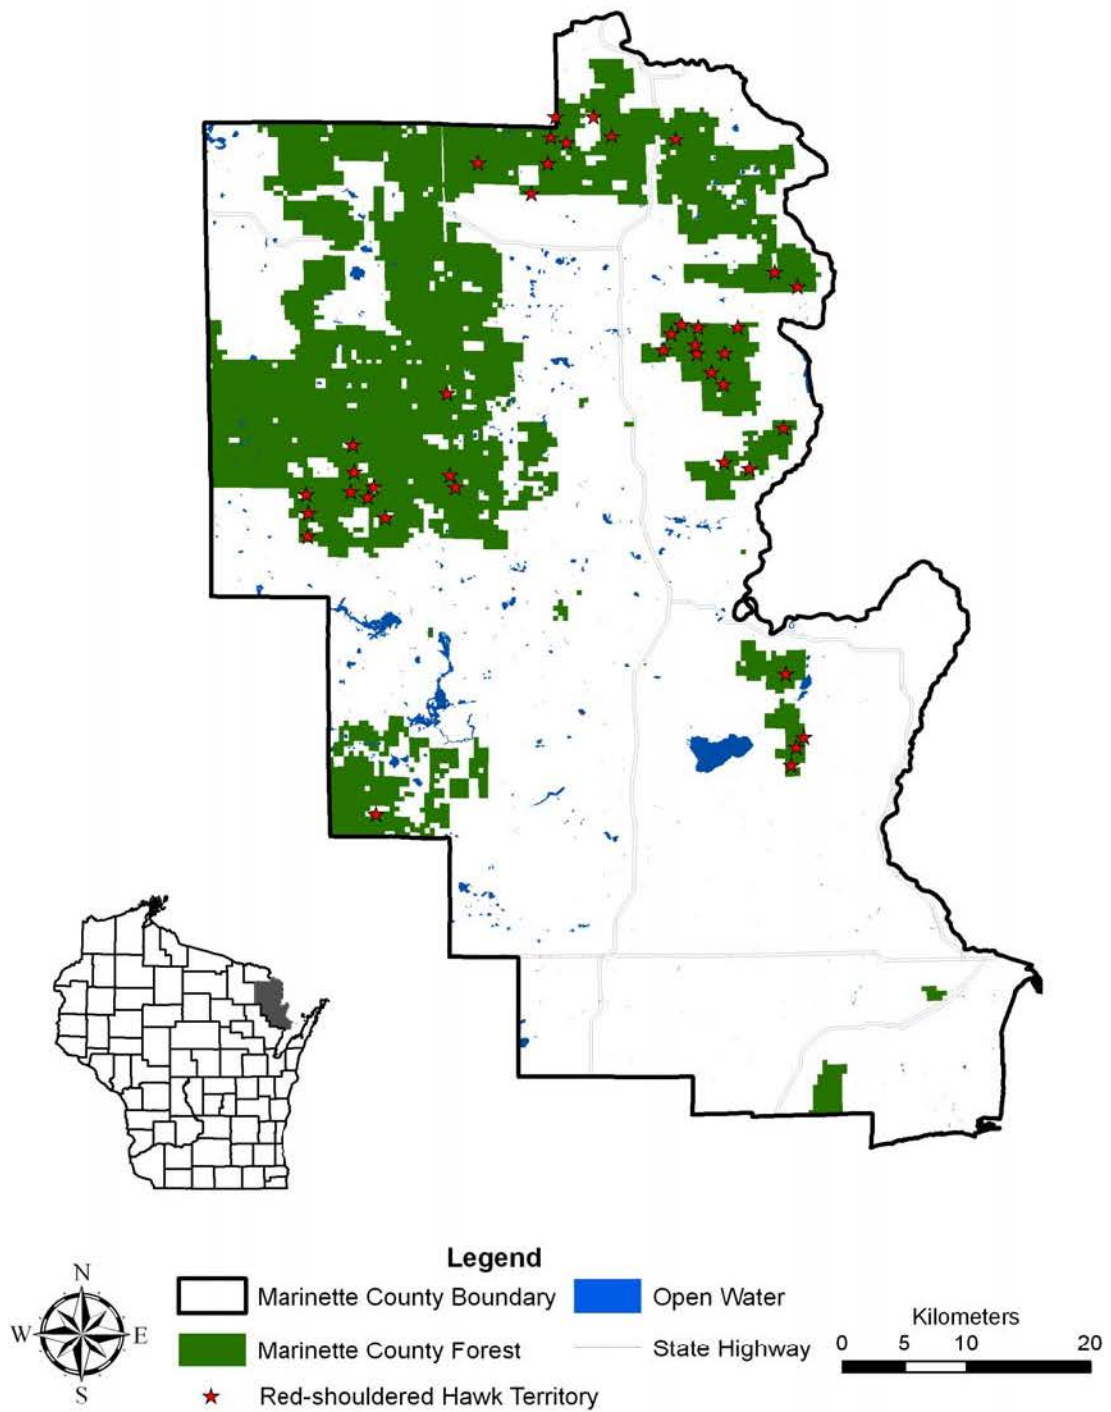 Legend
N
W E
S
Marinette County Boundary
Open Water
Marinette County Forest
State Highway
Red-shouldered Hawk Territory
Kilometers
0 5 10 20